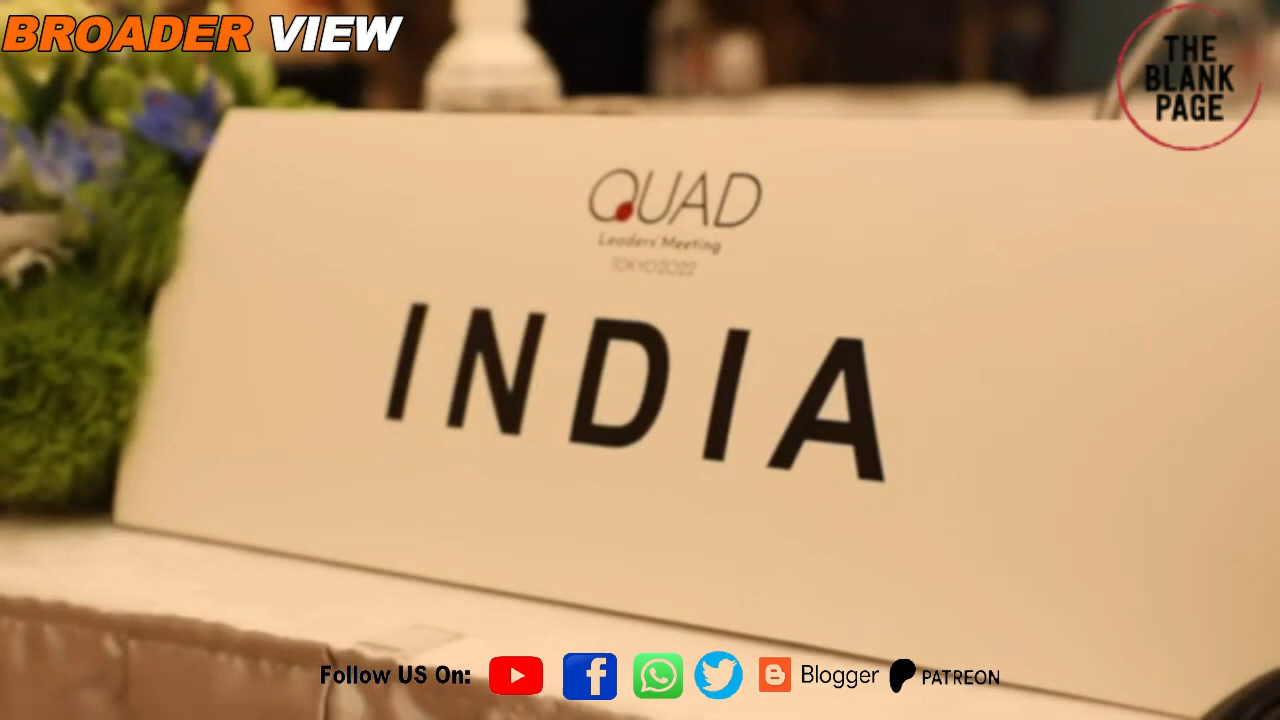 BROADER VIEW
THE
BLANK
PAGE
QUAD
Leaders' Meeting
TOKYO2022
INDIA
Follow US On:
Blogger
PATREON